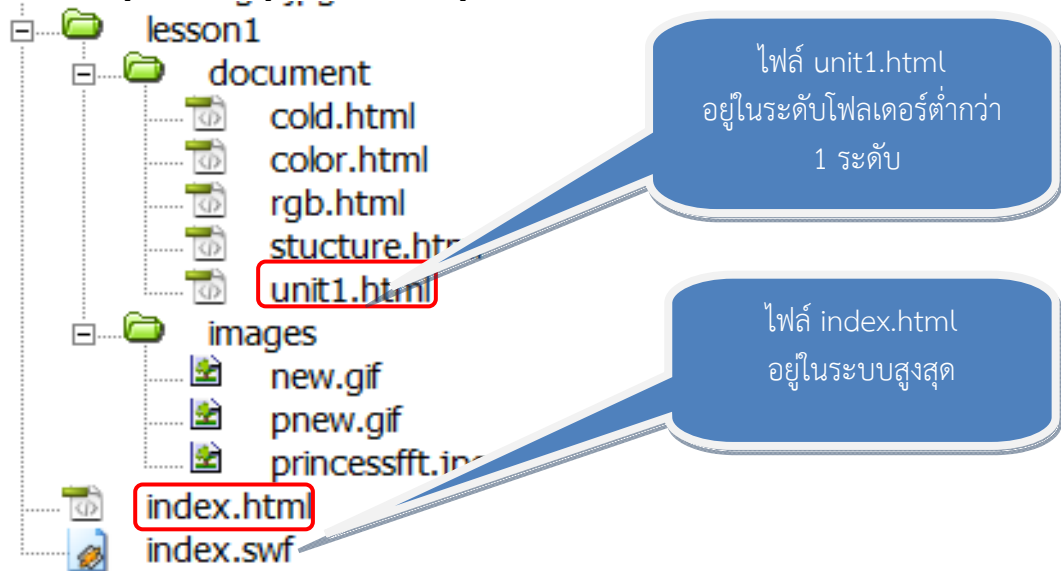 lesson1
document
cold.html
color.html
rgb.html
stucture.htm
unit1.html
images
new.gif
pnew.gif
princessfft.jpg
index.html
index.swf
ไฟล์ unit1.html
อยู่ในระดับโฟลเดอร์ต่ำกว่า
1 ระดับ
ไฟล์ index.html
อยู่ในระบบสูงสุด